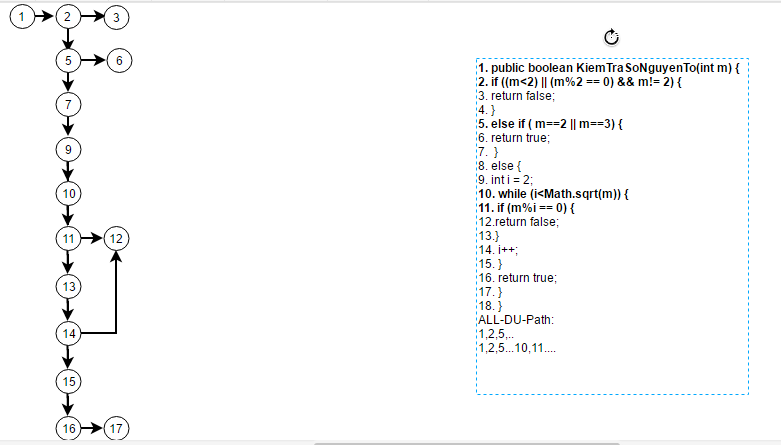 1 2 3
5 6
7
9
10
11 12
13
14
15
16 17
1. public boolean KiemTraSoNguyenTo(int m) {
2. if ((m<2) || (m%2 == 0) && m!= 2) {
3. return false;
4. }
5. else if ( m==2 || m==3) {
6. return true;
7.  }
8. else {
9. int i = 2;
10. while (i<Math.sqrt(m)) {
11. if (m%i == 0) {
12.return false;
13.}
14. i++;
15. }
16. return true;
17. }
18. }
ALL-DU-Path:
1,2,5,..
1,2,5...10,11....